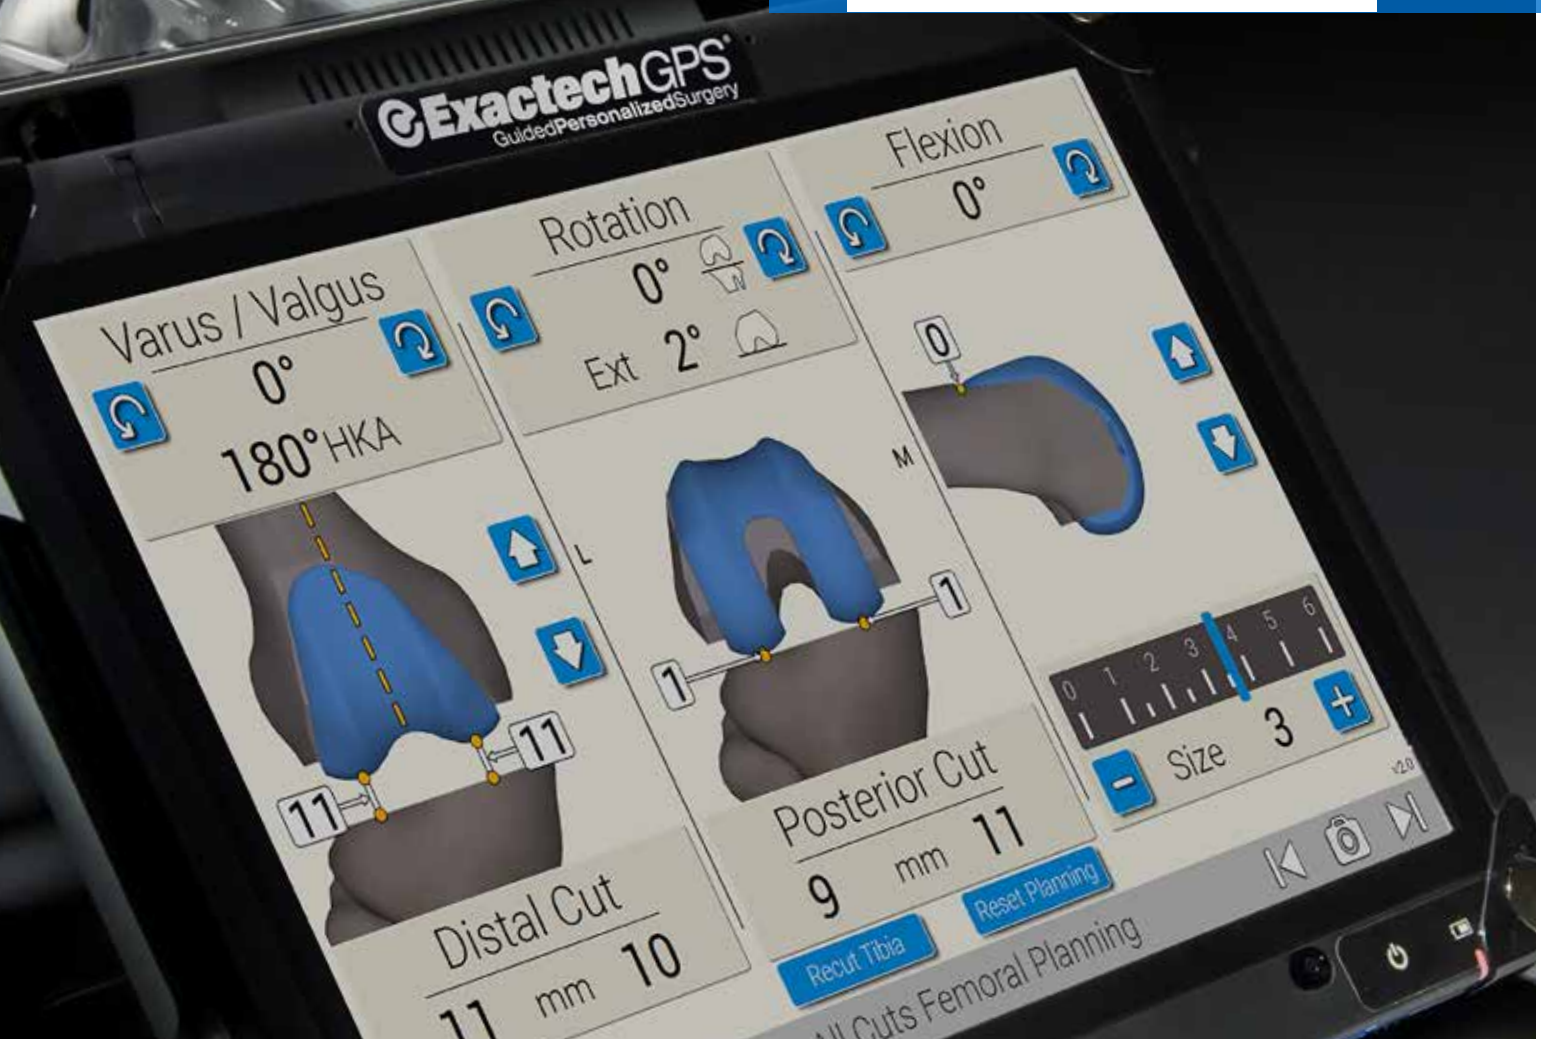 ExactechGPS®
GuidedPersonalizedSurgery
Varus / Valgus
0°
180° HKA
11
11
Distal Cut
11 mm 10
Rotation
0°
Ext 2°
L
M
1
1
Posterior Cut
9 mm 11
Recut Tibia
Reset Planning
Flexion
0°
0
0 1 2 3 4 5 6
Size 3
+
-
v2.0
All Cuts Femoral Planning